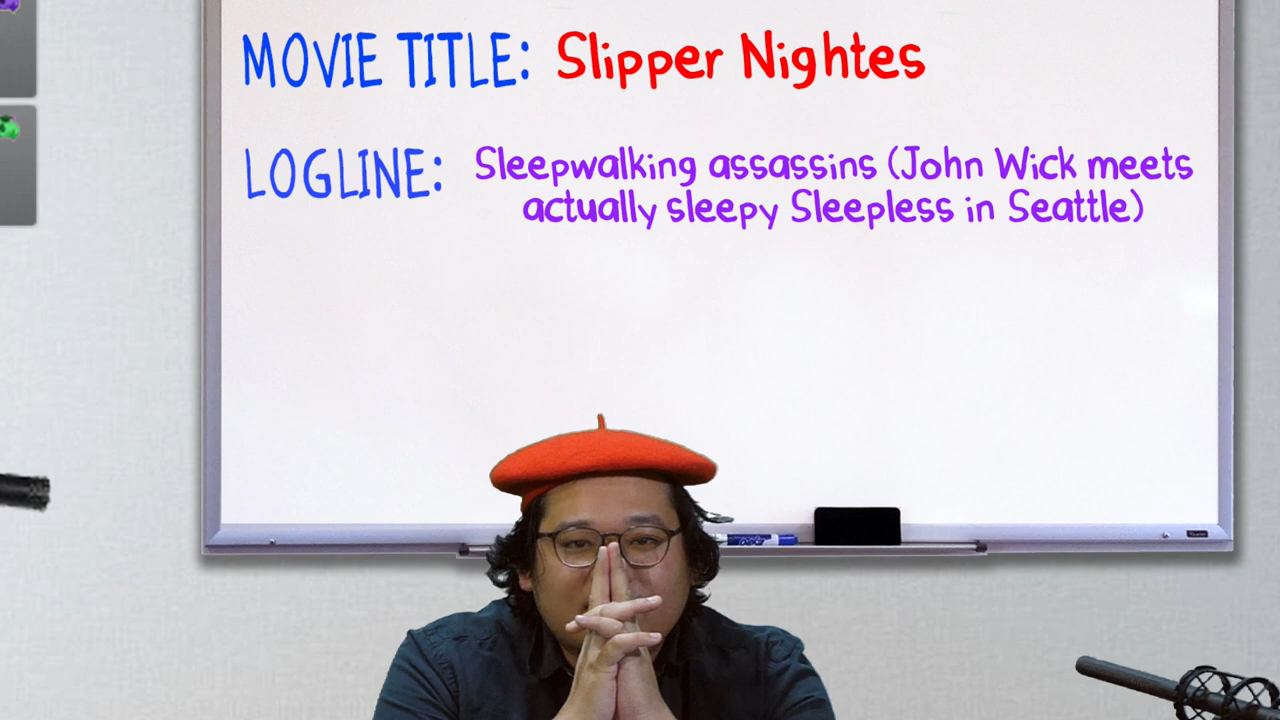 MOVIE TITLE: Slipper Nightes
LOGLINE: Sleepwalking assassins (John Wick meets
actually sleepy Sleepless in Seattle)